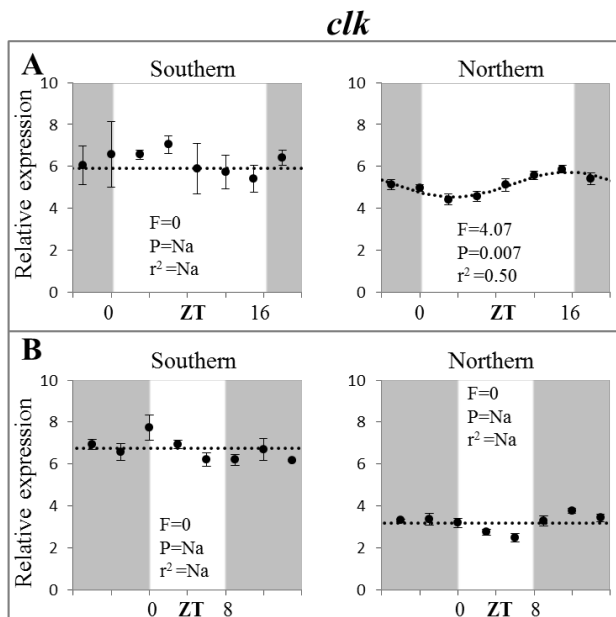 clk
A
Southern
Northern
Relative expression
10
8
6
4
2
0
F=0
P=Na
r²=Na
0 ZT 16
10
8
6
4
2
0
F=4.07
P=0.007
r²=0.50
0 ZT 16
B
Southern
Northern
Relative expression
10
8
6
4
2
0
F=0
P=Na
r²=Na
0 ZT 8
10
8
6
4
2
0
F=0
P=Na
r²=Na
0 ZT 8